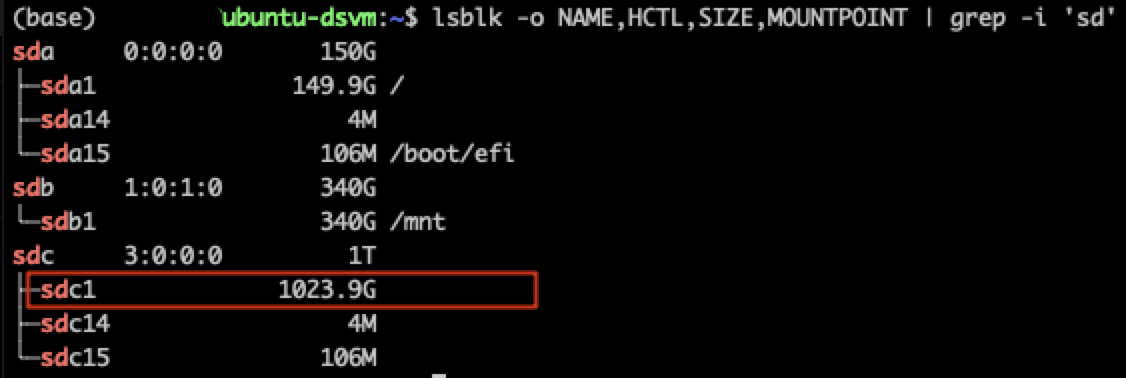 (base) ubuntu-dsvm:~$ lsblk -o NAME,HCTL,SIZE,MOUNTPOINT | grep -i 'sd'
sda 0:0:0:0 150G
├─sda1 149.9G /
├─sda14 4M
└─sda15 106M /boot/efi
sdb 1:0:1:0 340G
└─sdb1 340G /mnt
sdc 3:0:0:0 1T
├─sdc1 1023.9G
├─sdc14 4M
└─sdc15 106M